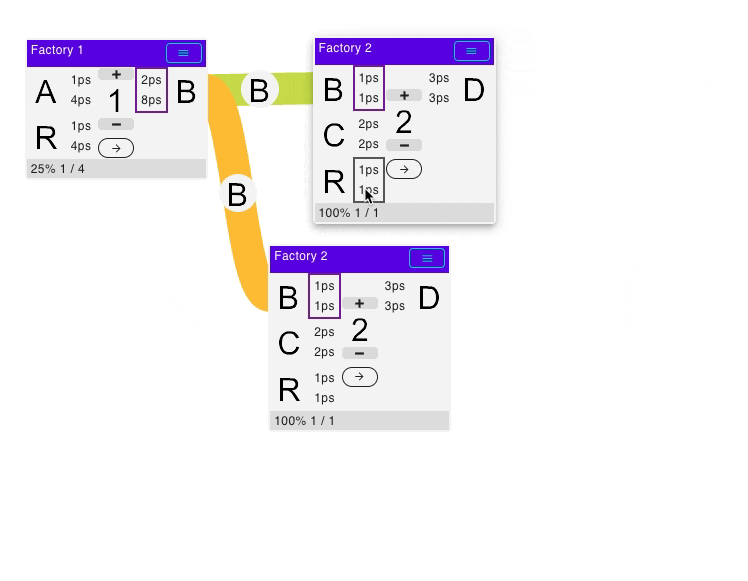 Factory 1
A 1ps 4ps + 1 − 2ps 8ps B
R 1ps 4ps →
25% 1 / 4
B
B
Factory 2
B 1ps 1ps + 3ps 3ps D
C 2ps 2ps 2 −
R 1ps 1ps →
100% 1 / 1
Factory 2
B 1ps 1ps + 3ps 3ps D
C 2ps 2ps 2 −
R 1ps 1ps →
100% 1 / 1